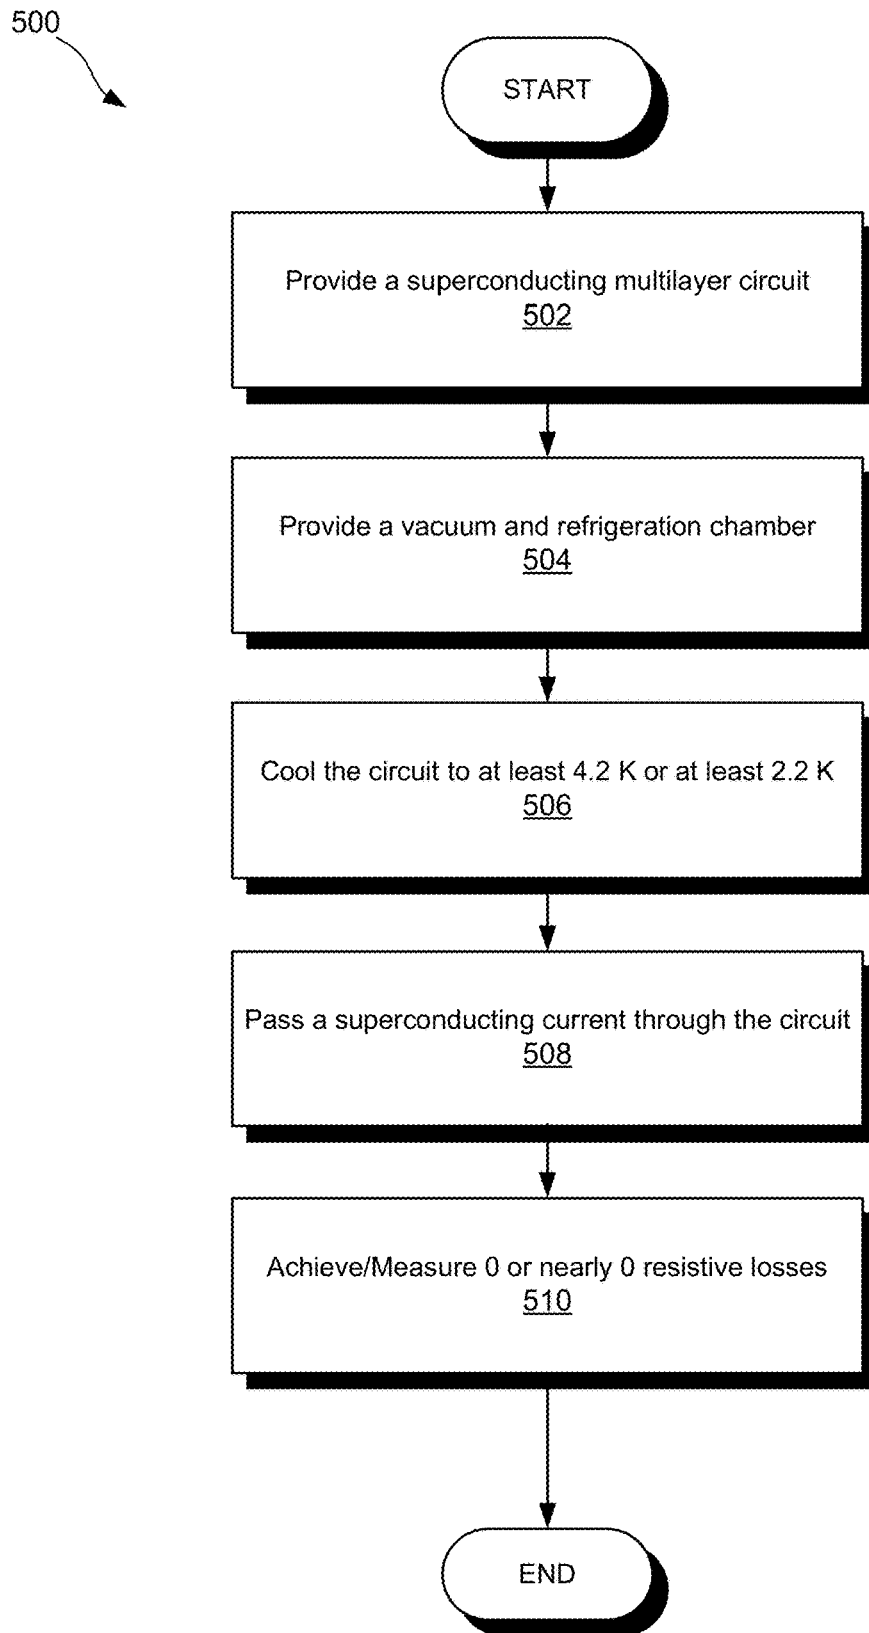 500
START
Provide a superconducting multilayer circuit
502
Provide a vacuum and refrigeration chamber
504
Cool the circuit to at least 4.2 K or at least 2.2 K
506
Pass a superconducting current through the circuit
508
Achieve/Measure 0 or nearly 0 resistive losses
510
END